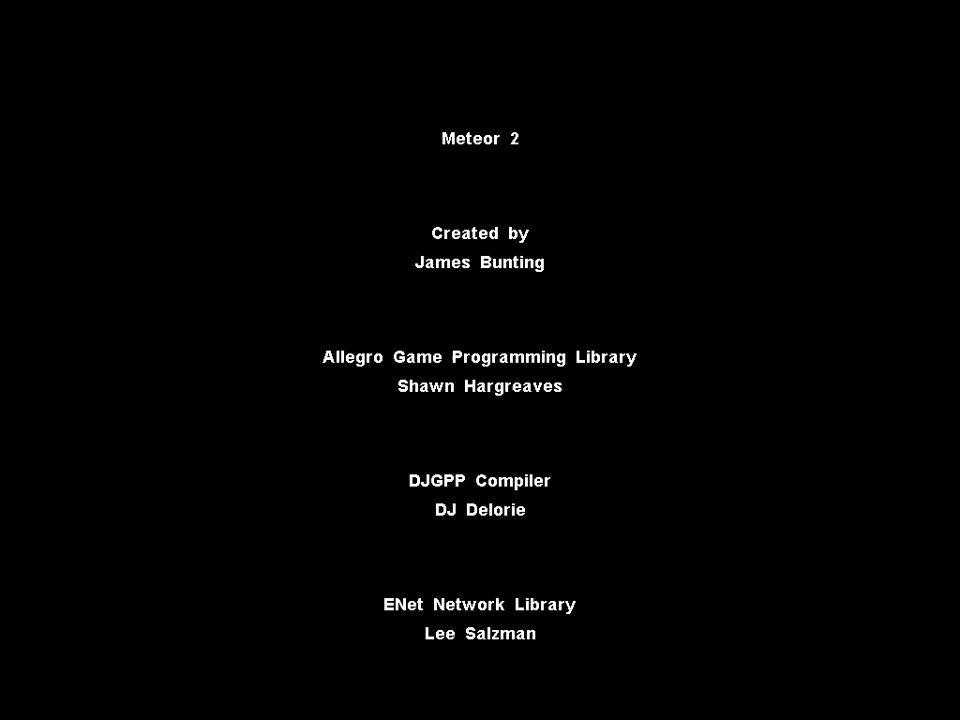 Meteor 2
Created by
James Bunting
Allegro Game Programming Library
Shawn Hargreaves
DJGPP Compiler
DJ Delorie
ENet Network Library
Lee Salzman